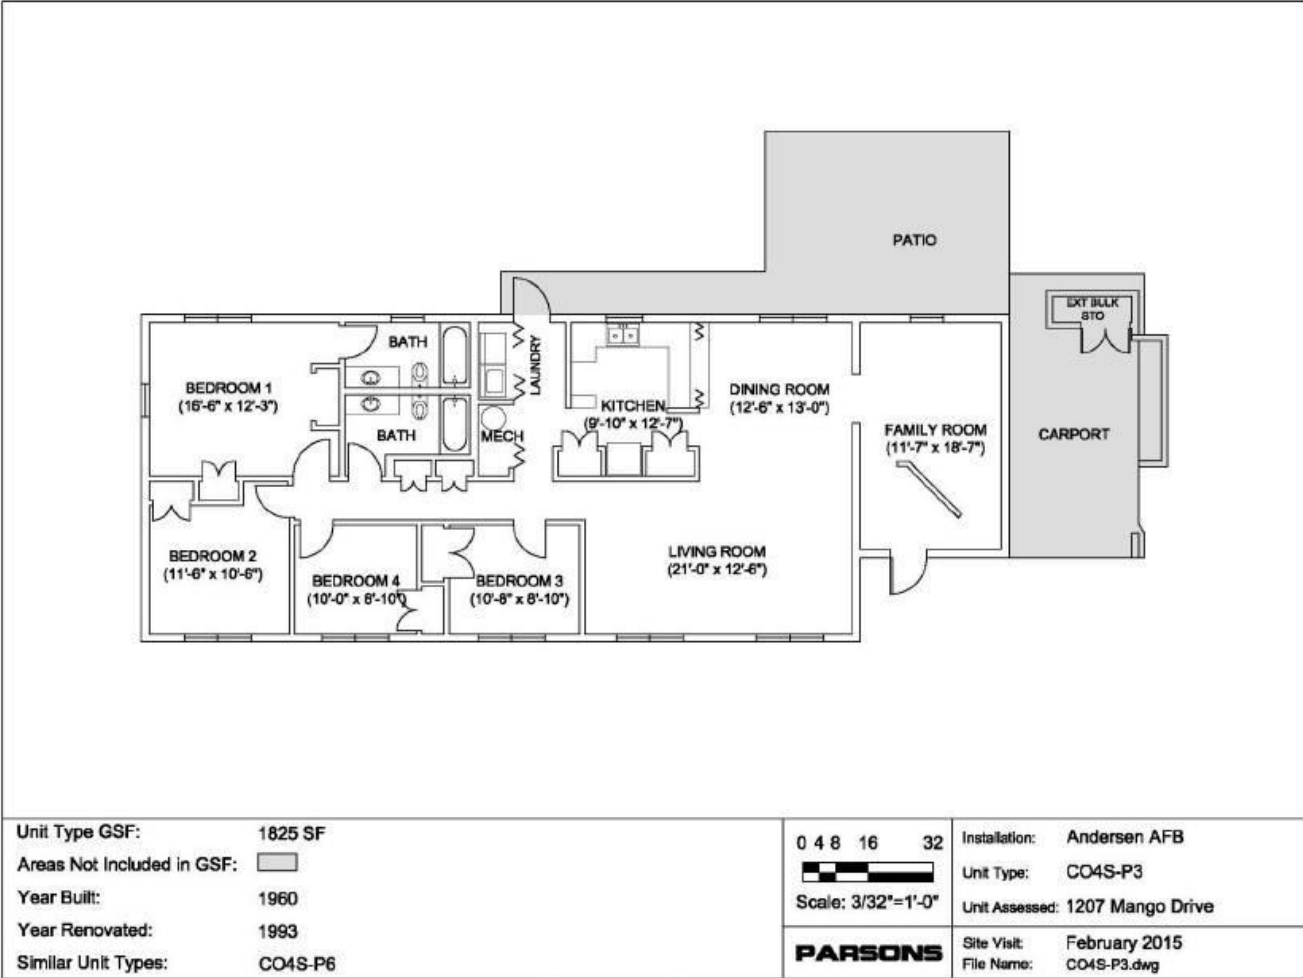 PATIO
EXT BULK
STO
LAUNDRY
BATH
BEDROOM 1
(16'-6" x 12'-3")
DINING ROOM
(12'-6" x 13'-0")
KITCHEN
(9'-10" x 12'-7")
FAMILY ROOM
(11'-7" x 18'-7")
CARPORT
BATH
MECH
BEDROOM 2
(11'-6" x 10'-6")
LIVING ROOM
(21'-0" x 12'-6")
BEDROOM 4
(10'-0" x 8'-10")
BEDROOM 3
(10'-8" x 8'-10")
Unit Type GSF: 1825 SF
Areas Not Included in GSF:
Year Built: 1960
Year Renovated: 1993
Similar Unit Types: CO4S-P6
0 4 8 16 32
Scale: 3/32"=1'-0"
PARSONS
Installation: Andersen AFB
Unit Type: CO4S-P3
Unit Assessed: 1207 Mango Drive
Site Visit: February 2015
File Name: CO4S-P3.dwg